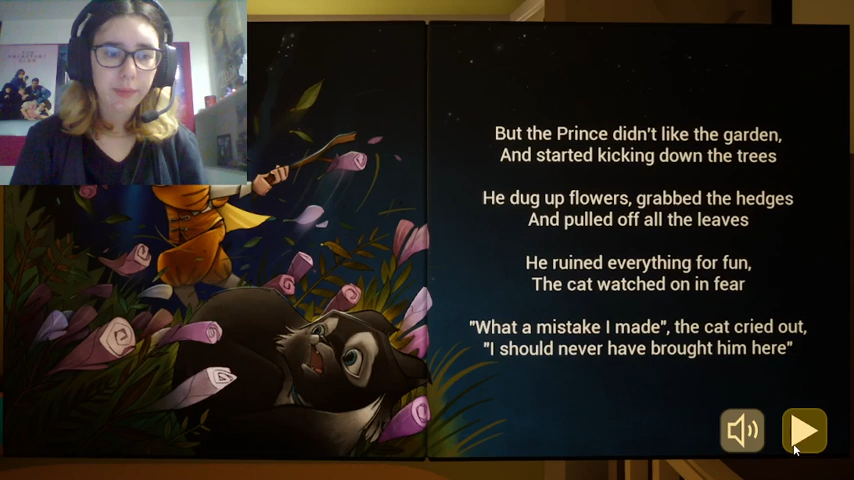 But the Prince didn't like the garden,
And started kicking down the trees
He dug up flowers, grabbed the hedges
And pulled off all the leaves
He ruined everything for fun,
The cat watched on in fear
"What a mistake I made", the cat cried out,
"I should never have brought him here"